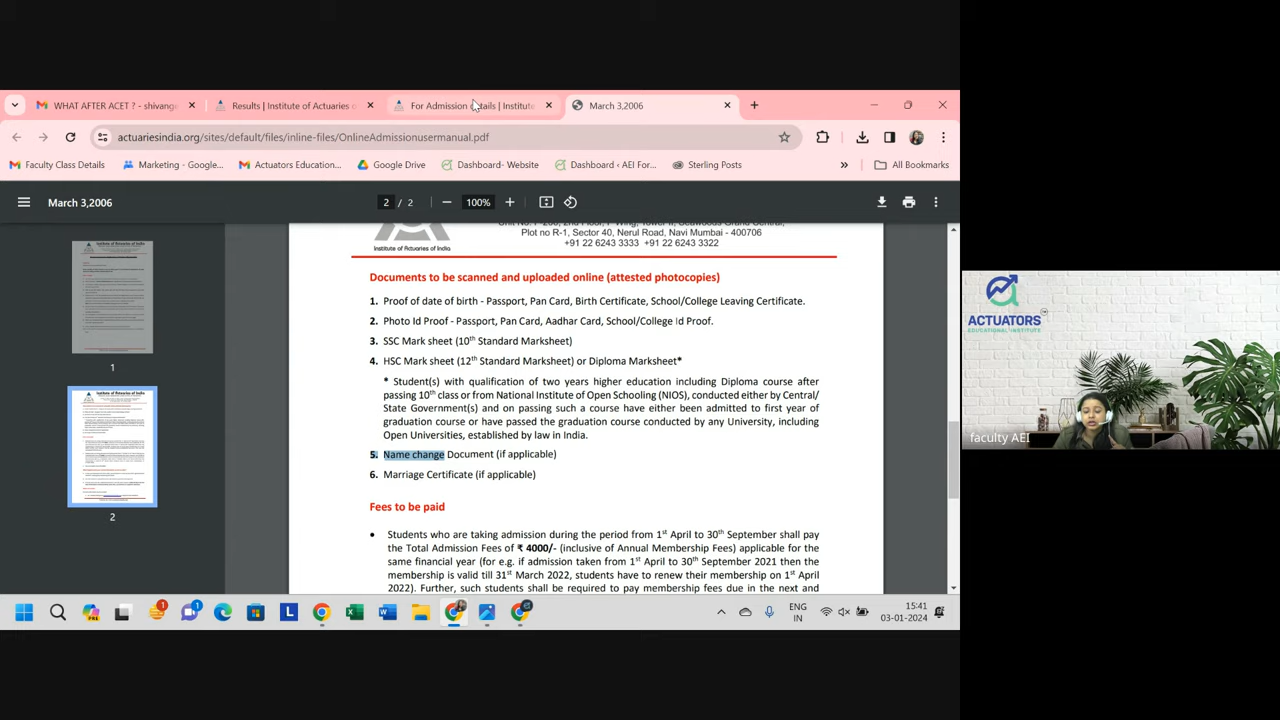 WHAT AFTER ACET ? - shivang
Results | Institute of Actuaries o
For Admission details | Institute
March 3,2006
actuariesindia.org/sites/default/files/inline-files/OnlineAdmissionusermanual.pdf
Faculty Class Details
Marketing - Google...
Actuators Education...
Google Drive
Dashboard- Website
Dashboard ‹ AEI For...
Sterling Posts
»
All Bookmarks
March 3,2006
2 / 2
100%
1
2
Plot no R-1, Sector 40, Nerul Road, Navi Mumbai - 400706
+91 22 6243 3333 +91 22 6243 3322
Institute of Actuaries of India
Documents to be scanned and uploaded online (attested photocopies)
1. Proof of date of birth - Passport, Pan Card, Birth Certificate, School/College Leaving Certificate.
2. Photo Id Proof - Passport, Pan Card, Aadhar Card, School/College Id Proof.
3. SSC Mark sheet (10th Standard Marksheet)
4. HSC Mark sheet (12th Standard Marksheet) or Diploma Marksheet*
* Student(s) with qualification of two years higher education including Diploma course after
passing 10th class or from National Institute of Open Schooling (NIOS), conducted either by Central/
State Government(s) and on passing such a course have either been admitted to first year of
graduation course or have passed the graduation course conducted by any University, including
Open Universities, established by law in India.
5. Name change Document (if applicable)
6. Marriage Certificate (if applicable)
Fees to be paid
• Students who are taking admission during the period from 1st April to 30th September shall pay
the Total Admission Fees of ₹ 4000/- (inclusive of Annual Membership Fees) applicable for the
same financial year (for e.g. if admission taken from 1st April to 30th September 2021 then the
membership is valid till 31st March 2022, students have to renew their membership on 1st April
2022). Further, such students shall be required to pay membership fees due in the next and
ENG
IN
15:41
03-01-2024
ACTUATORS
EDUCATIONAL INSTITUTE
faculty AEI